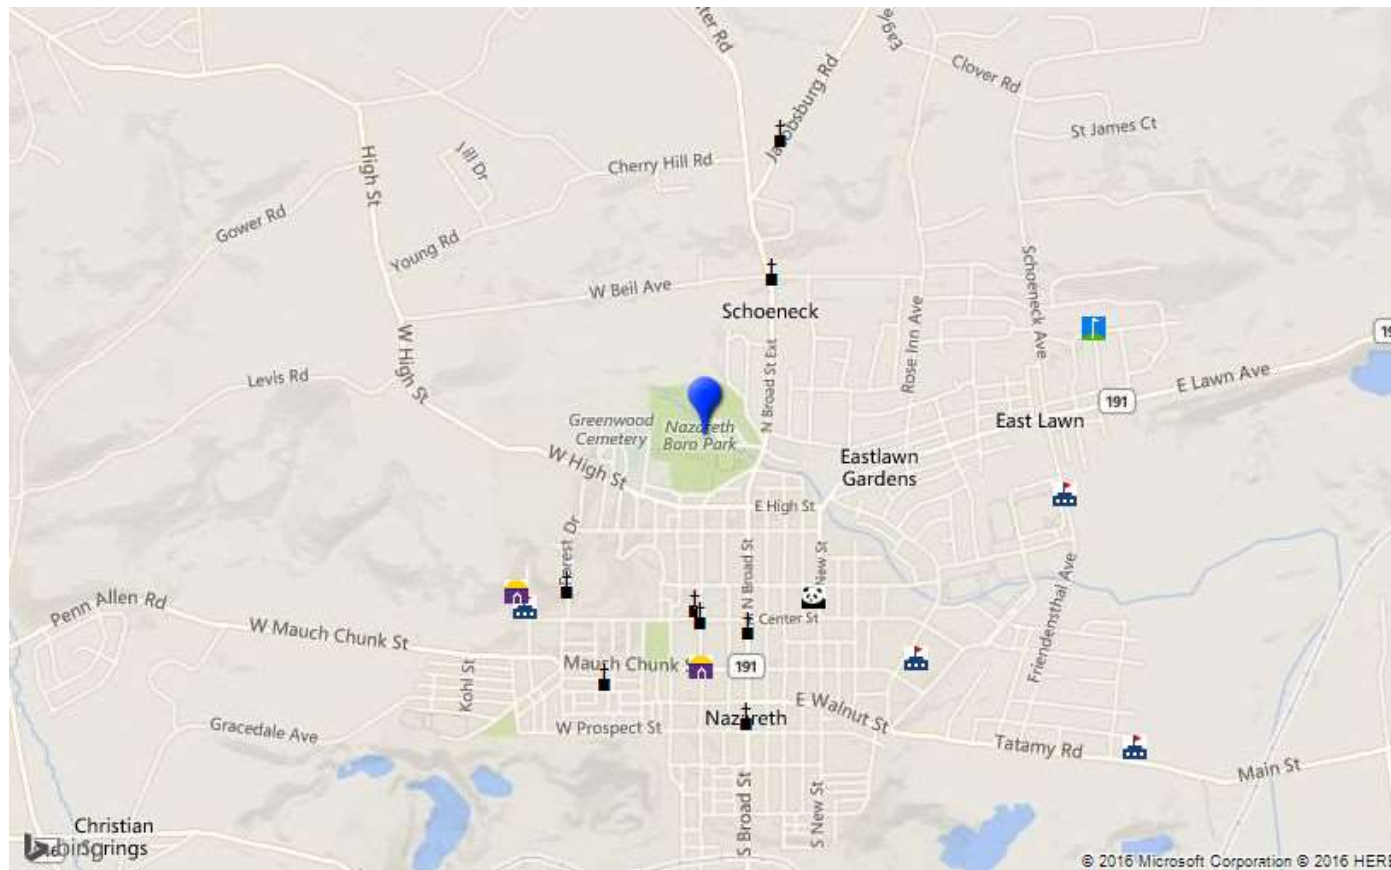 ter Rd
Jacobsburg Rd
Clover Rd
St James Ct
Jill Dr
Cherry Hill Rd
High St
Gower Rd
Young Rd
Schoeneck Ave
W Beil Ave
Schoeneck
Rose Inn Ave
W High St
N Broad St Ext
Levis Rd
E Lawn Ave
191
Greenwood
Cemetery
Nazareth
Boro Park
East Lawn
Eastlawn
Gardens
W High St
E High St
Forest Dr
N Broad St
New St
Friendensthal Ave
Penn Allen Rd
Center St
W Mauch Chunk St
Mauch Chunk S
191
Kohl St
E Walnut St
Nazareth
W Prospect St
Gracedale Ave
Tatamy Rd
Main St
S Broad St
S New St
Christian
Springs
bing
© 2016 Microsoft Corporation © 2016 HERE